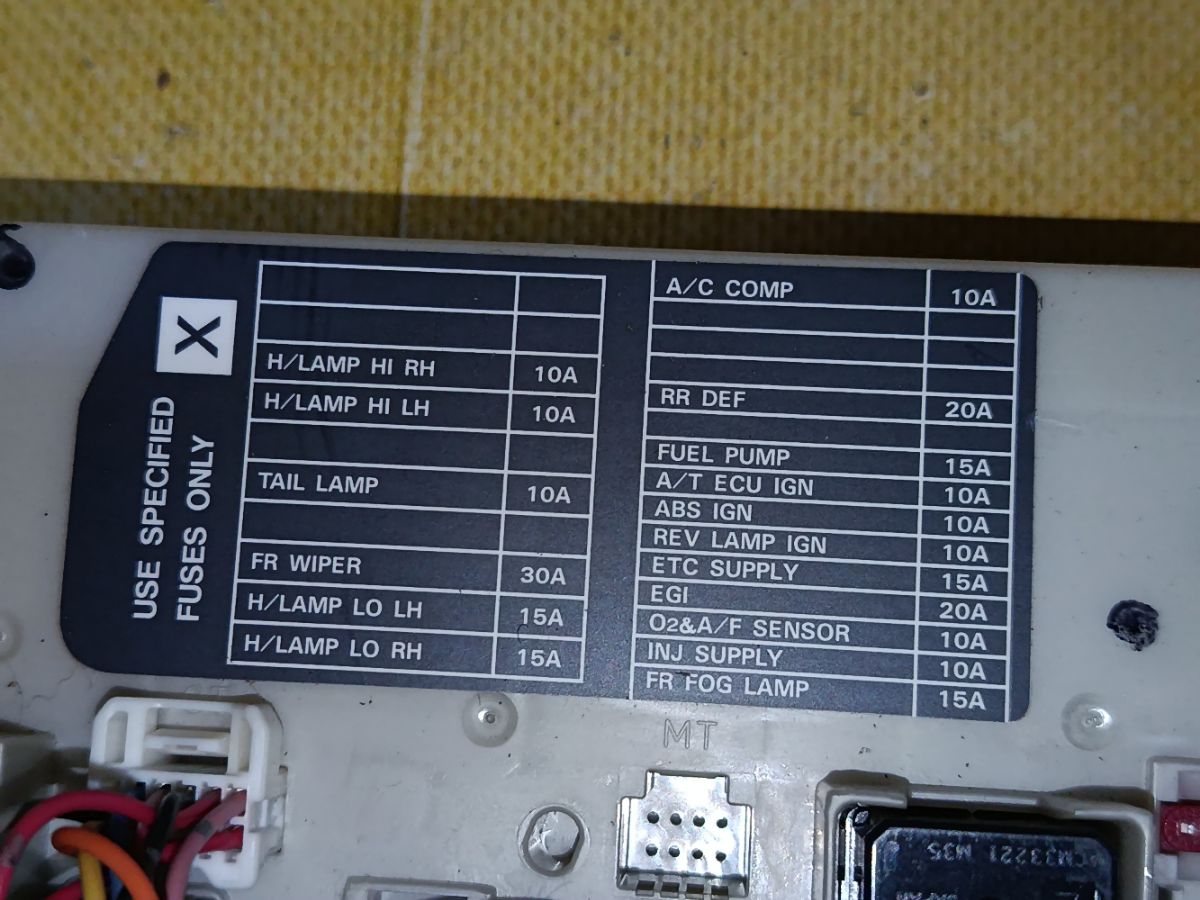 X
USE SPECIFIED
FUSES ONLY
H/LAMP HI RH 10A
H/LAMP HI LH 10A
TAIL LAMP 10A
FR WIPER 30A
H/LAMP LO LH 15A
H/LAMP LO RH 15A
A/C COMP 10A
RR DEF 20A
FUEL PUMP 15A
A/T ECU IGN 10A
ABS IGN 10A
REV LAMP IGN 10A
ETC SUPPLY 15A
EGI 20A
O2&A/F SENSOR 10A
INJ SUPPLY 10A
FR FOG LAMP 15A
MT
CM33221 M35